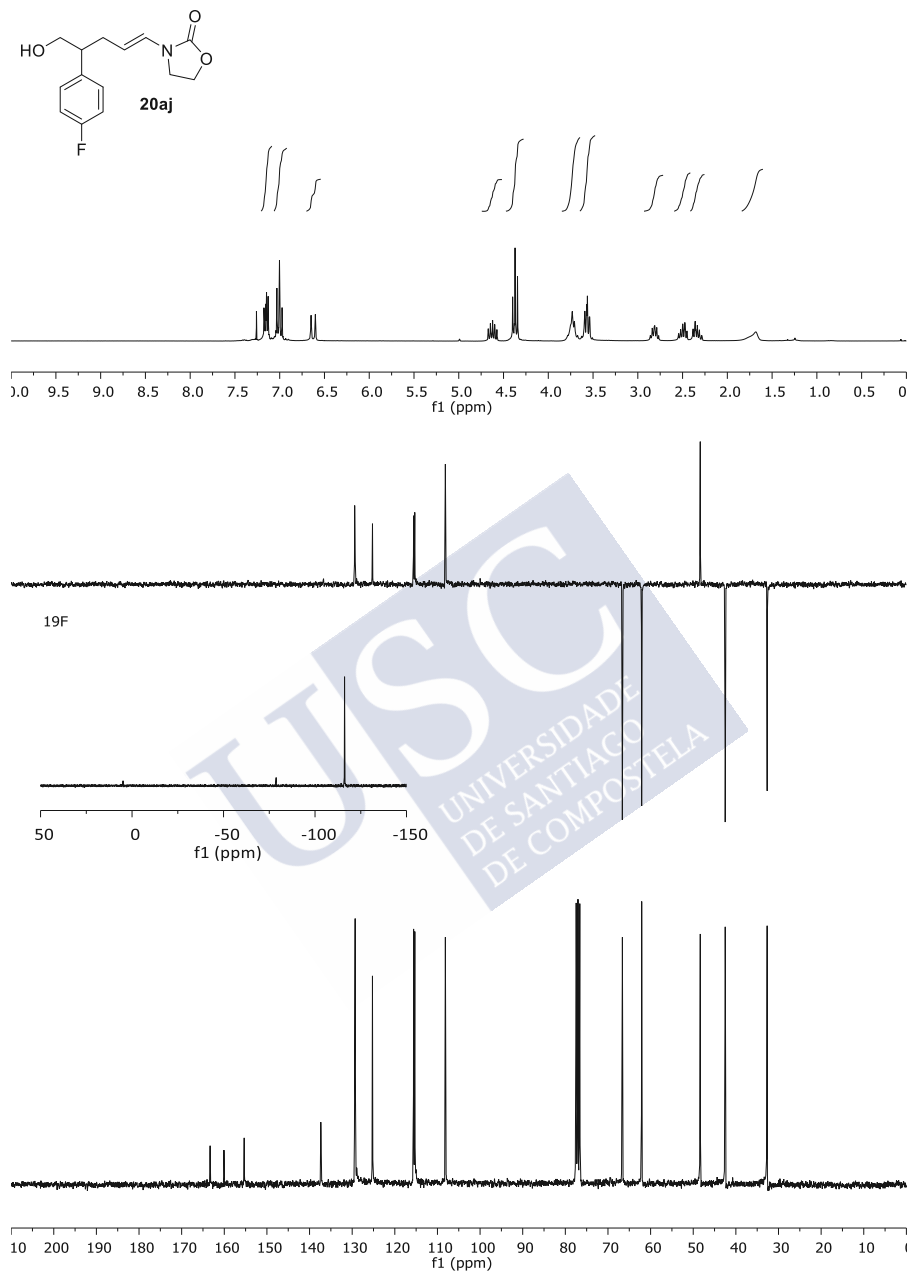 O
HO
N
O
20aj
F
0.0 9.5 9.0 8.5 8.0 7.5 7.0 6.5 6.0 5.5 5.0 4.5 4.0 3.5 3.0 2.5 2.0 1.5 1.0 0.5 0
f1 (ppm)
19F
50 0 -50 -100 -150
f1 (ppm)
USC
UNIVERSIDADE
DE SANTIAGO
DE COMPOSTELA
10 200 190 180 170 160 150 140 130 120 110 100 90 80 70 60 50 40 30 20 10 0
f1 (ppm)